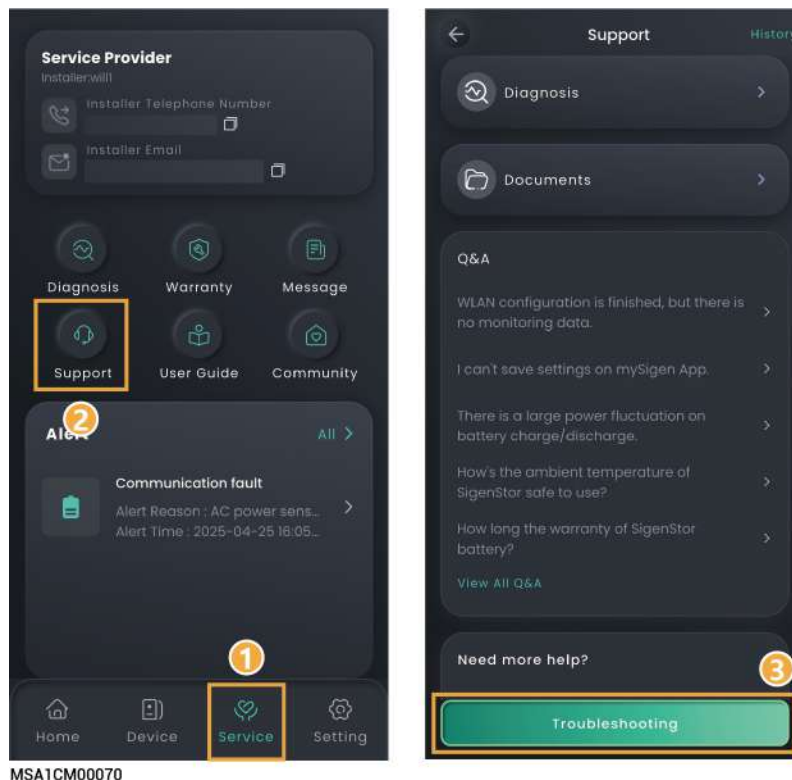 Service Provider
Installer:will1
Installer Telephone Number
Installer Email
Diagnosis
Warranty
Message
Support
User Guide
Community
2
Alert
All >
Communication fault
Alert Reason : AC power sens...
Alert Time : 2025-04-25 16:05...
1
Home
Device
Service
Setting
MSA1CM00070
Support
History
Diagnosis
Documents
Q&A
WLAN configuration is finished, but there is
no monitoring data.
I can't save settings on mySigen App.
There is a large power fluctuation on
battery charge/discharge.
How's the ambient temperature of
SigenStor safe to use?
How long the warranty of SigenStor
battery?
View All Q&A
Need more help?
3
Troubleshooting